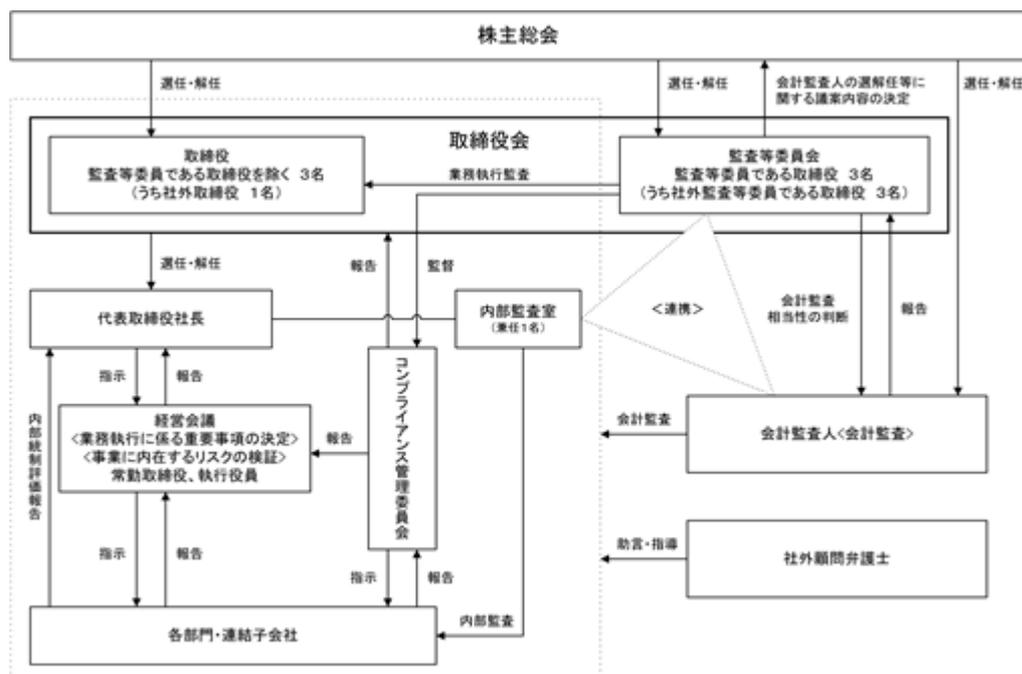 株主総会
選任・解任
選任・解任
会計監査人の選解任等に
関する議案内容の決定
選任・解任
取締役会
取締役
監査等委員である取締役を除く 3名
(うち社外取締役 1名)
業務執行監査
監査等委員会
監査等委員である取締役 3名
(うち社外監査等委員である取締役 3名)
選任・解任
報告
監督
代表取締役社長
内部監査室
(兼任1名)
<連携>
会計監査
相当性の判断
報告
指示
報告
コンプライアンス管理委員会
内部統制評価報告
経営会議
<業務執行に係る重要事項の決定>
<事業に内在するリスクの検証>
常勤取締役、執行役員
報告
会計監査
会計監査人<会計監査>
指示
報告
指示
報告
助言・指導
社外顧問弁護士
各部門・連結子会社
内部監査